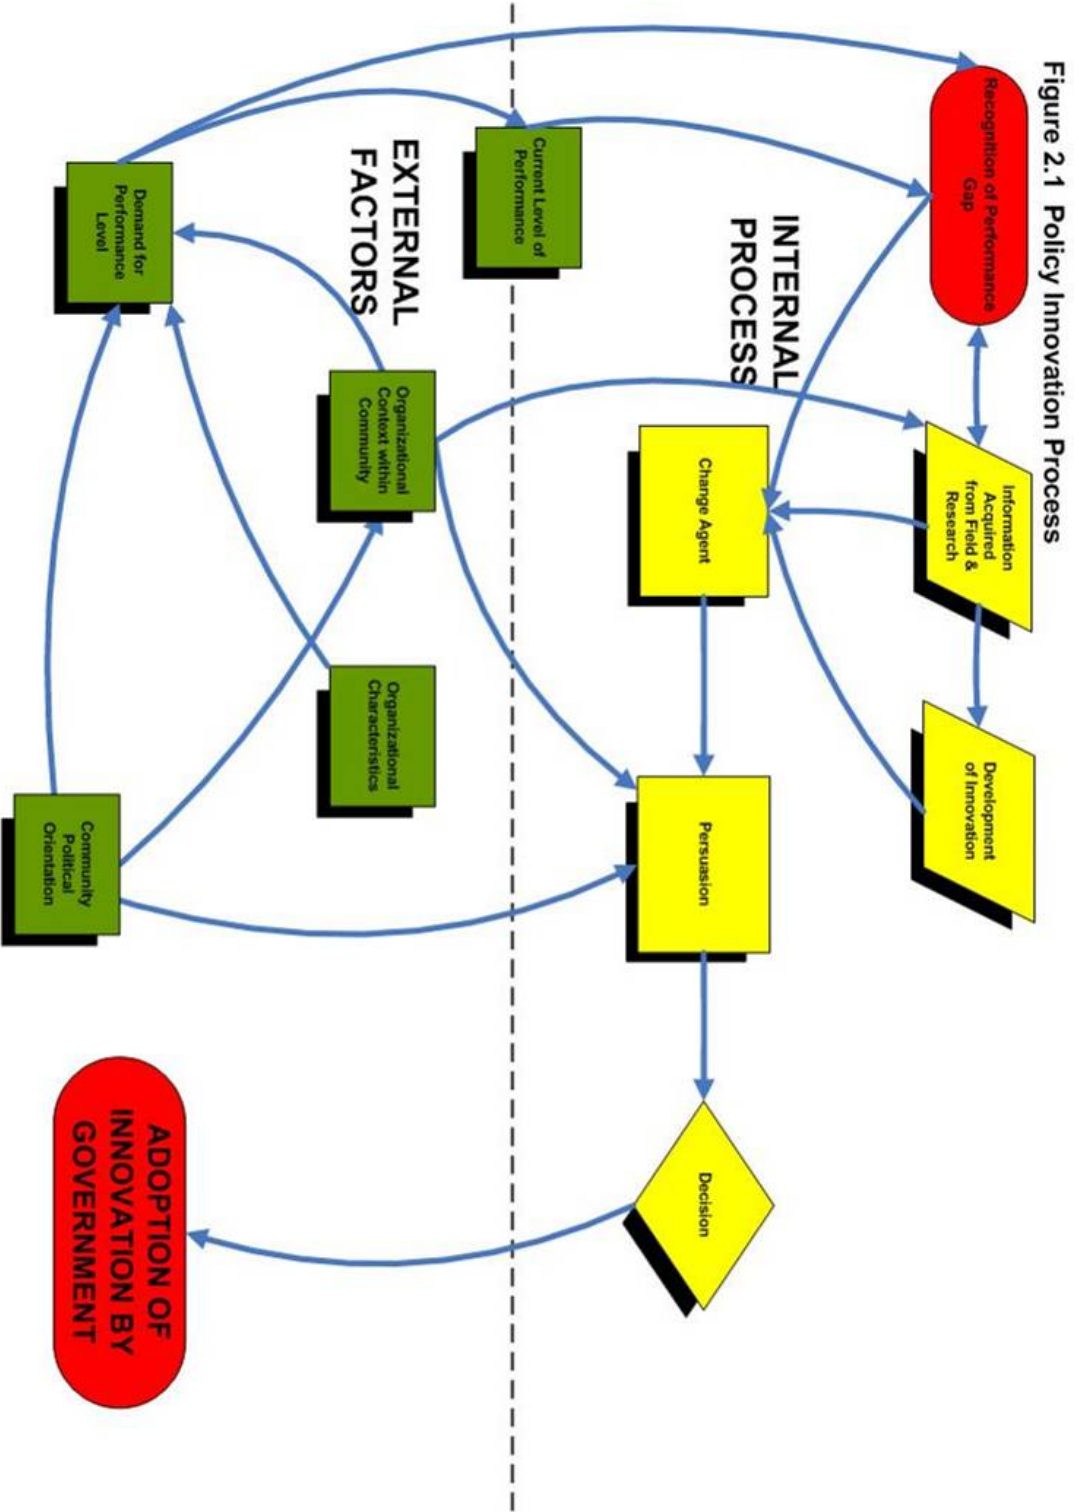 Figure 2.1 Policy Innovation Process
Recognition of Performance
Gap
Information
Acquired
from Field &
Research
Development
of Innovation
INTERNAL
PROCESS
Change Agent
Persuasion
Decision
Current Level of
Performance
EXTERNAL
FACTORS
Organizational
Context within
Community
Organizational
Characteristics
Demand for
Performance
Level
Community
Political
Orientation
ADOPTION OF
INNOVATION BY
GOVERNMENT